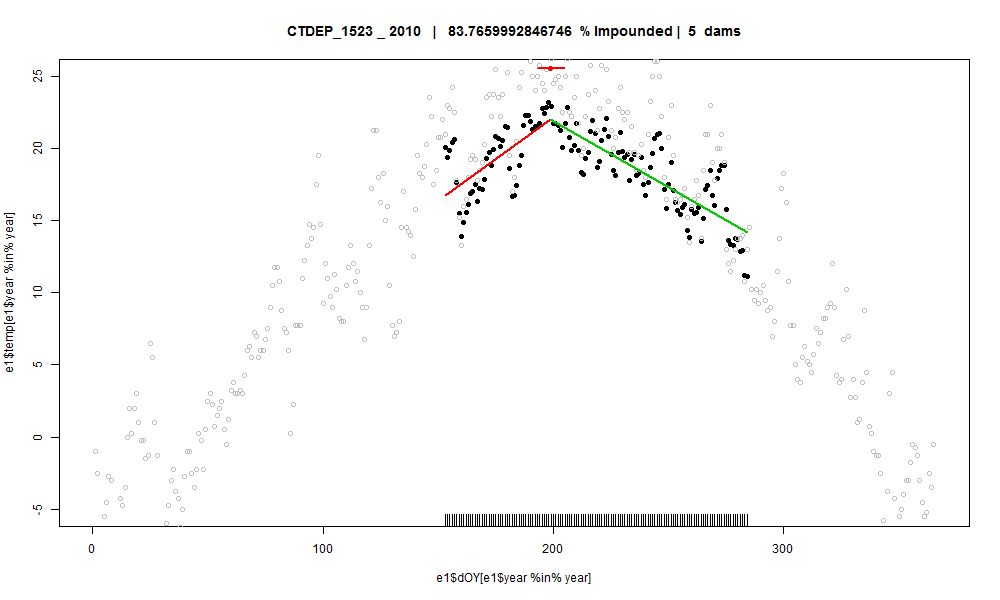 CTDEP_1523 _ 2010 | 83.7659992846746 % Impounded | 5 dams
e1$temp[e1$year %in% year]
25
20
15
10
5
0
-5
0 100 200 300
e1$dOY[e1$year %in% year]